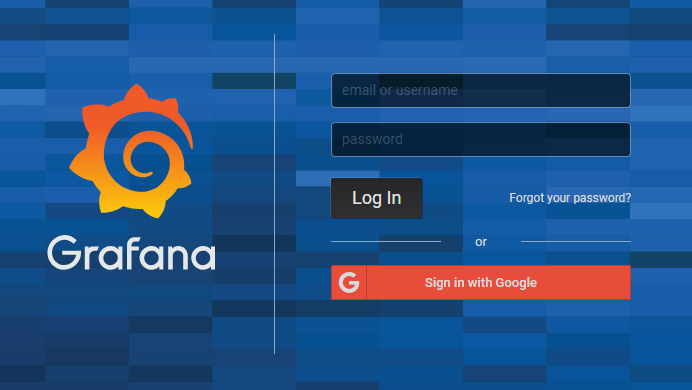 Grafana
email or username
password
Log In
Forgot your password?
or
G
Sign in with Google